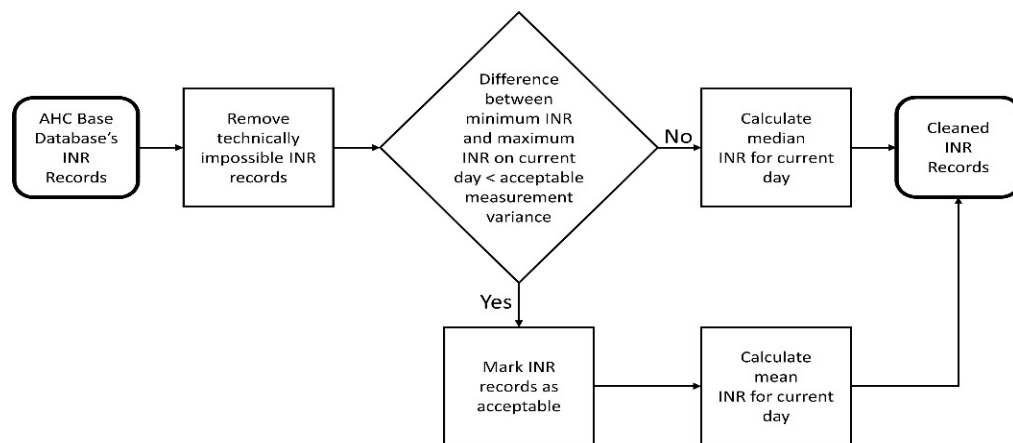 AHC Base
Database's
INR
Records
Remove
technically
impossible INR
records
Difference
between
minimum INR
and maximum
INR on current
day < acceptable
measurement
variance
No
Calculate
median
INR for current
day
Cleaned
INR
Records
Yes
Mark INR
records as
acceptable
Calculate
mean
INR for current
day